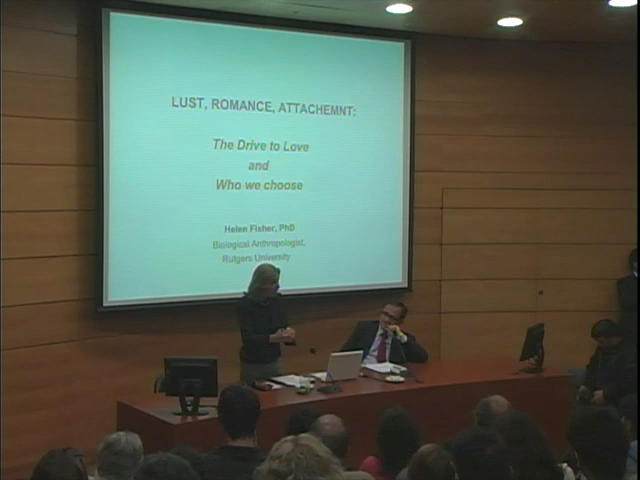 LUST, ROMANCE, ATTACHEMNT:
The Drive to Love
and
Who we choose
Helen Fisher, PhD
Biological Anthropologist,
Rutgers University